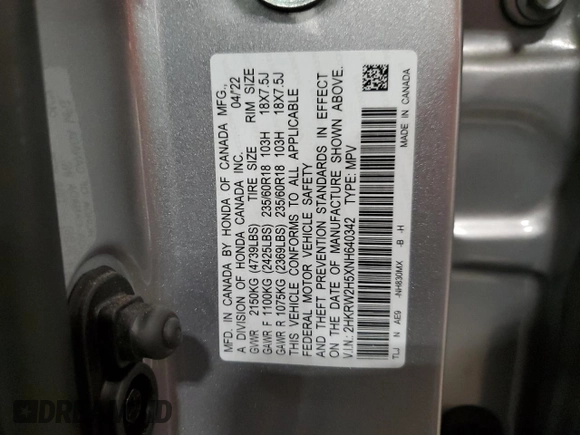 MFD. IN CANADA BY HONDA OF CANADA MFG.,
A DIVISION OF HONDA CANADA INC. 04/22
GVWR 2150KG (4739LBS) TIRE SIZE RIM SIZE
GAWR F 1100KG (2425LBS) 235/60R18 103H 18X7.5J
GAWR R 1075KG (2369LBS) 235/60R18 103H 18X7.5J
THIS VEHICLE CONFORMS TO ALL APPLICABLE
FEDERAL MOTOR VEHICLE SAFETY
AND THEFT PREVENTION STANDARDS IN EFFECT
ON THE DATE OF MANUFACTURE SHOWN ABOVE.
V.I.N.: 2HKRW2H5XNH640342 TYPE: MPV
TLJ N AE9 -NH830MX -B -H
MADE IN CANADA